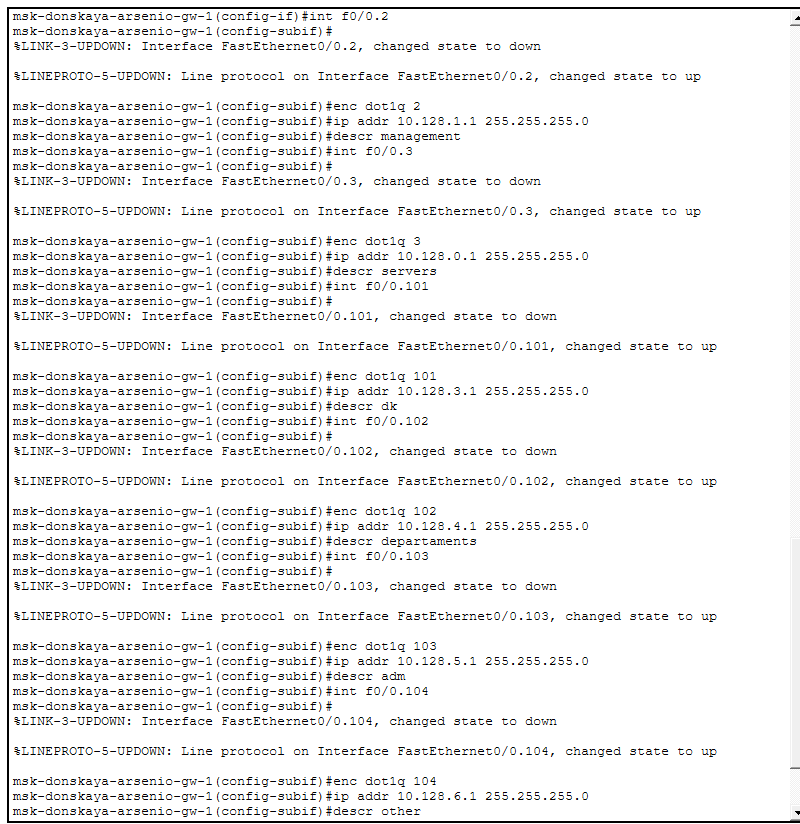 msk-donskaya-arsenio-gw-1(config-if)#int f0/0.2
msk-donskaya-arsenio-gw-1(config-subif)#
%LINK-3-UPDOWN: Interface FastEthernet0/0.2, changed state to down
%LINEPROTO-5-UPDOWN: Line protocol on Interface FastEthernet0/0.2, changed state to up
msk-donskaya-arsenio-gw-1(config-subif)#enc dot1q 2
msk-donskaya-arsenio-gw-1(config-subif)#ip addr 10.128.1.1 255.255.255.0
msk-donskaya-arsenio-gw-1(config-subif)#descr management
msk-donskaya-arsenio-gw-1(config-subif)#int f0/0.3
msk-donskaya-arsenio-gw-1(config-subif)#
%LINK-3-UPDOWN: Interface FastEthernet0/0.3, changed state to down
%LINEPROTO-5-UPDOWN: Line protocol on Interface FastEthernet0/0.3, changed state to up
msk-donskaya-arsenio-gw-1(config-subif)#enc dot1q 3
msk-donskaya-arsenio-gw-1(config-subif)#ip addr 10.128.0.1 255.255.255.0
msk-donskaya-arsenio-gw-1(config-subif)#descr servers
msk-donskaya-arsenio-gw-1(config-subif)#int f0/0.101
msk-donskaya-arsenio-gw-1(config-subif)#
%LINK-3-UPDOWN: Interface FastEthernet0/0.101, changed state to down
%LINEPROTO-5-UPDOWN: Line protocol on Interface FastEthernet0/0.101, changed state to up
msk-donskaya-arsenio-gw-1(config-subif)#enc dot1q 101
msk-donskaya-arsenio-gw-1(config-subif)#ip addr 10.128.3.1 255.255.255.0
msk-donskaya-arsenio-gw-1(config-subif)#descr dk
msk-donskaya-arsenio-gw-1(config-subif)#int f0/0.102
msk-donskaya-arsenio-gw-1(config-subif)#
%LINK-3-UPDOWN: Interface FastEthernet0/0.102, changed state to down
%LINEPROTO-5-UPDOWN: Line protocol on Interface FastEthernet0/0.102, changed state to up
msk-donskaya-arsenio-gw-1(config-subif)#enc dot1q 102
msk-donskaya-arsenio-gw-1(config-subif)#ip addr 10.128.4.1 255.255.255.0
msk-donskaya-arsenio-gw-1(config-subif)#descr departaments
msk-donskaya-arsenio-gw-1(config-subif)#int f0/0.103
msk-donskaya-arsenio-gw-1(config-subif)#
%LINK-3-UPDOWN: Interface FastEthernet0/0.103, changed state to down
%LINEPROTO-5-UPDOWN: Line protocol on Interface FastEthernet0/0.103, changed state to up
msk-donskaya-arsenio-gw-1(config-subif)#enc dot1q 103
msk-donskaya-arsenio-gw-1(config-subif)#ip addr 10.128.5.1 255.255.255.0
msk-donskaya-arsenio-gw-1(config-subif)#descr adm
msk-donskaya-arsenio-gw-1(config-subif)#int f0/0.104
msk-donskaya-arsenio-gw-1(config-subif)#
%LINK-3-UPDOWN: Interface FastEthernet0/0.104, changed state to down
%LINEPROTO-5-UPDOWN: Line protocol on Interface FastEthernet0/0.104, changed state to up
msk-donskaya-arsenio-gw-1(config-subif)#enc dot1q 104
msk-donskaya-arsenio-gw-1(config-subif)#ip addr 10.128.6.1 255.255.255.0
msk-donskaya-arsenio-gw-1(config-subif)#descr other